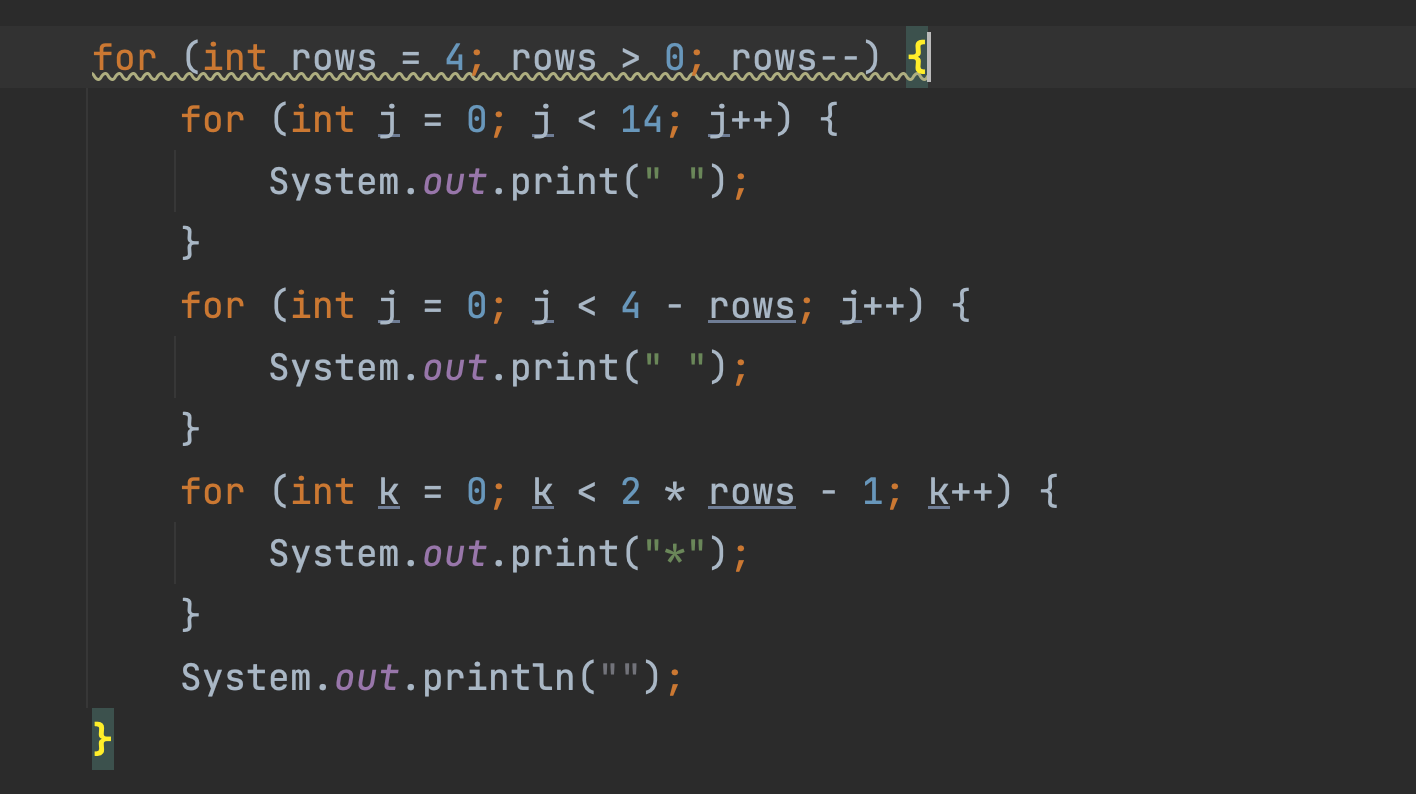 for (int rows = 4; rows > 0; rows--) {
    for (int j = 0; j < 14; j++) {
        System.out.print(" ");
    }
    for (int j = 0; j < 4 - rows; j++) {
        System.out.print(" ");
    }
    for (int k = 0; k < 2 * rows - 1; k++) {
        System.out.print("*");
    }
    System.out.println("");
}